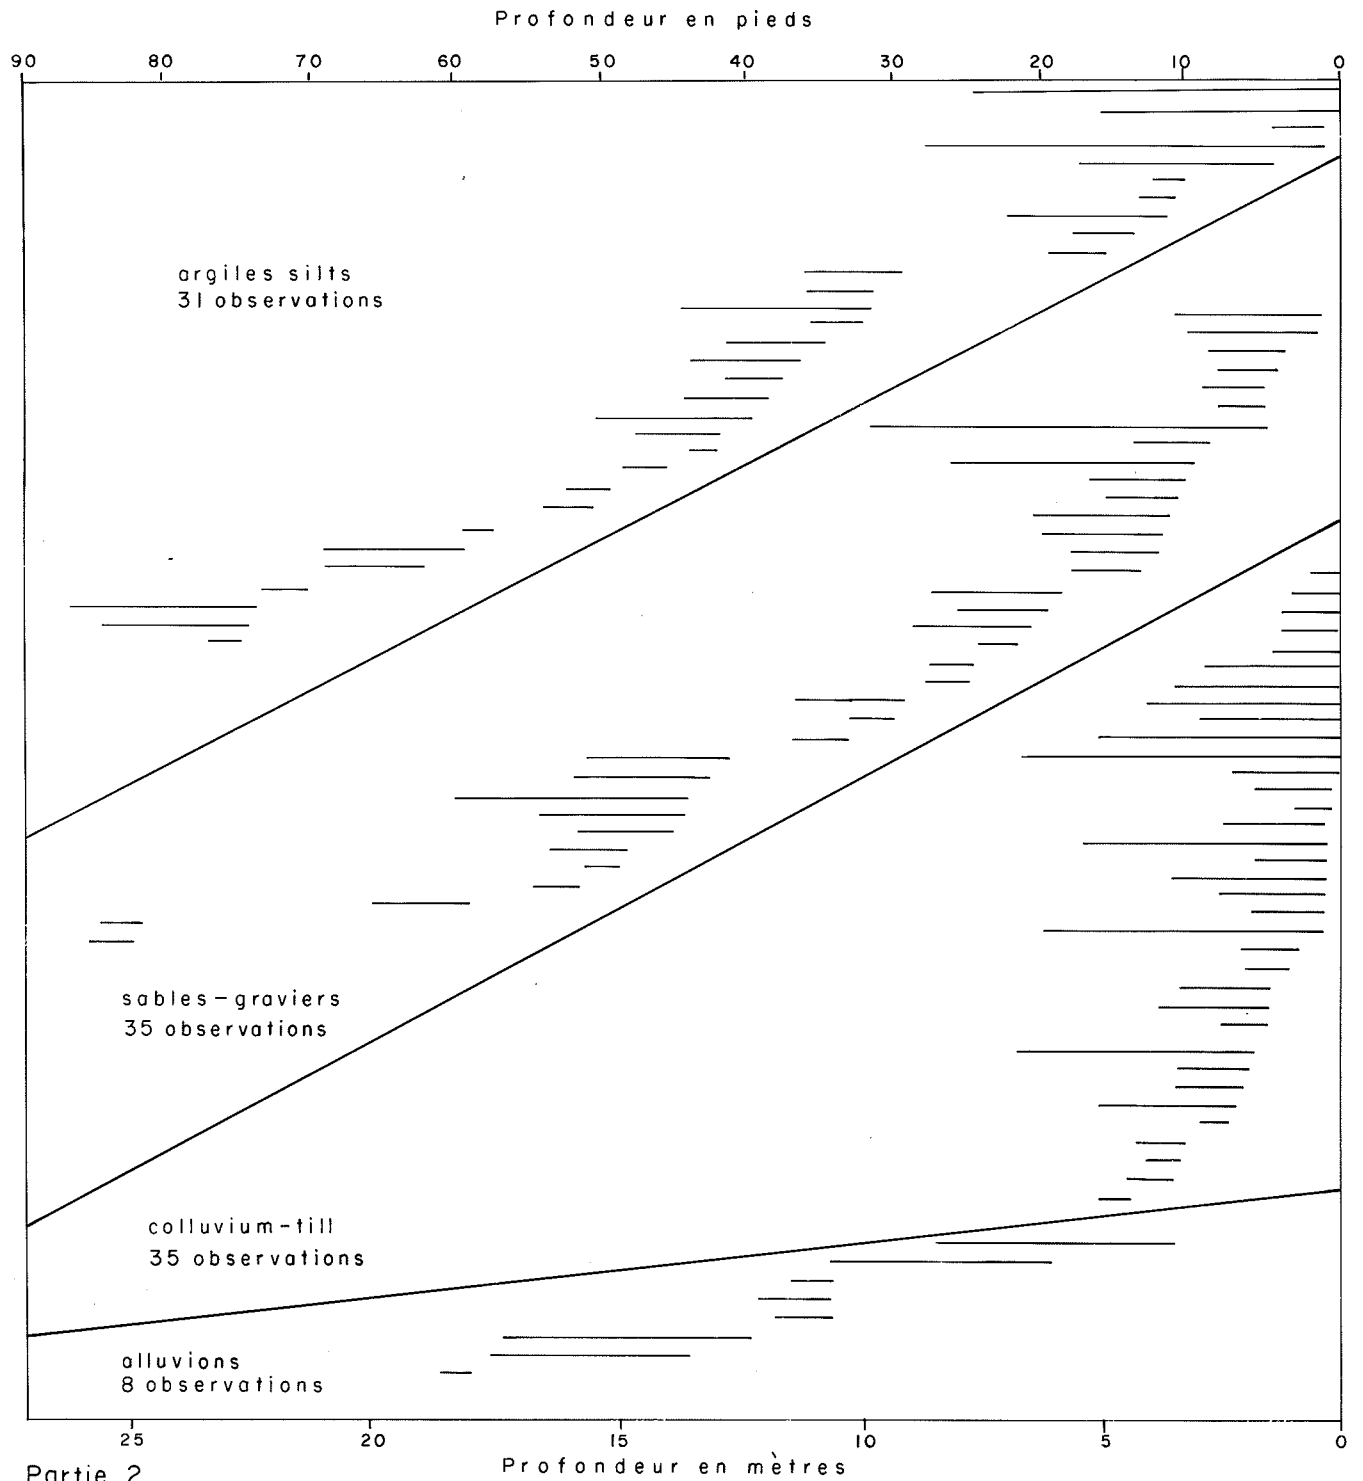 Profondeur en pieds
90 80 70 60 50 40 30 20 10 0
argiles silts
31 observations
sables-graviers
35 observations
colluvium-till
35 observations
alluvions
8 observations
25 20 15 10 5 0
Partie 2
Profondeur en mètres